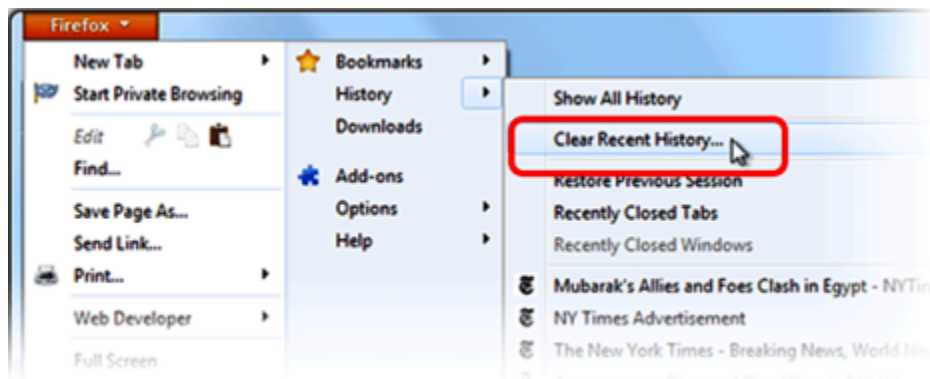 Firefox
New Tab
Start Private Browsing
Edit
Find...
Save Page As...
Send Link...
Print...
Web Developer
Full Screen
Bookmarks
History
Downloads
Add-ons
Options
Help
Show All History
Clear Recent History...
Restore Previous Session
Recently Closed Tabs
Recently Closed Windows
Mubarak's Allies and Foes Clash in Egypt - NYTim
NY Times Advertisement
The New York Times - Breaking News, World Ne